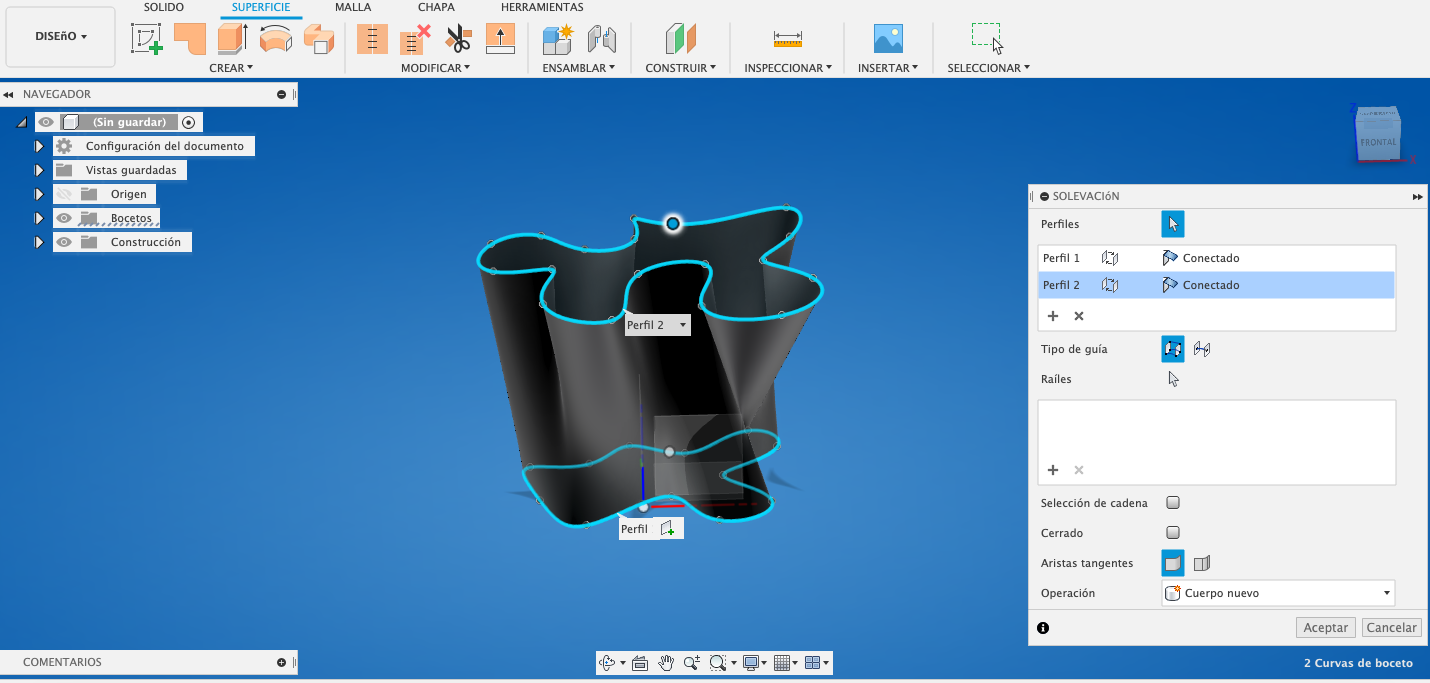 SOLIDO SUPERFICIE MALLA CHAPA HERRAMIENTAS
DISEñO
CREAR MODIFICAR ENSAMBLAR CONSTRUIR INSPECCIONAR INSERTAR SELECCIONAR
NAVEGADOR
(Sin guardar)
Configuración del documento
Vistas guardadas
Origen
Bocetos
Construcción
FRONTAL
Z
X
SOLEVACIóN
Perfiles
Perfil 1 Conectado
Perfil 2 Conectado
Tipo de guía
Raíles
Selección de cadena
Cerrado
Aristas tangentes
Operación Cuerpo nuevo
Aceptar Cancelar
Perfil 2
Perfil
COMENTARIOS
2 Curvas de boceto